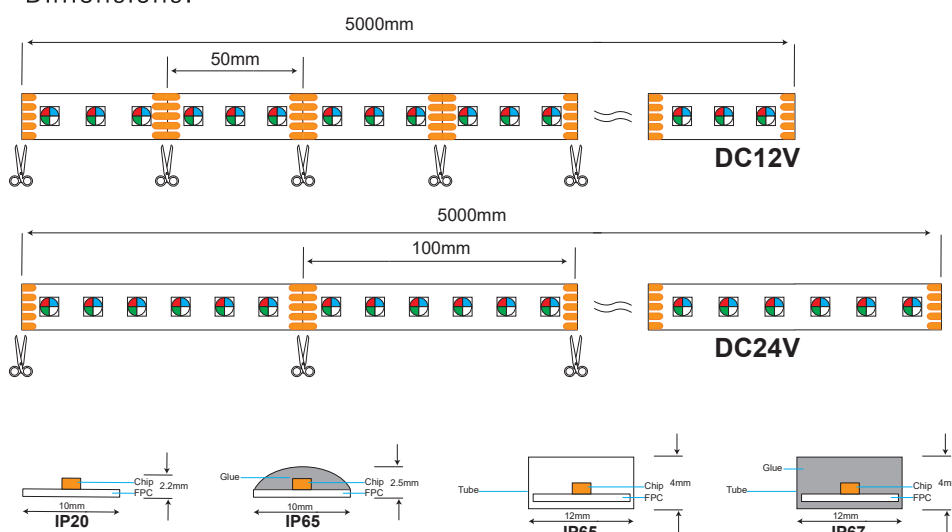 Dimensions:
5000mm
50mm
DC12V
5000mm
100mm
DC24V
Chip
FPC
2.2mm
10mm
IP20
Glue
Chip
FPC
2.5mm
10mm
IP65
Tube
Chip
FPC
4mm
12mm
IP65
Glue
Tube
Chip
FPC
4m
12mm
IP67